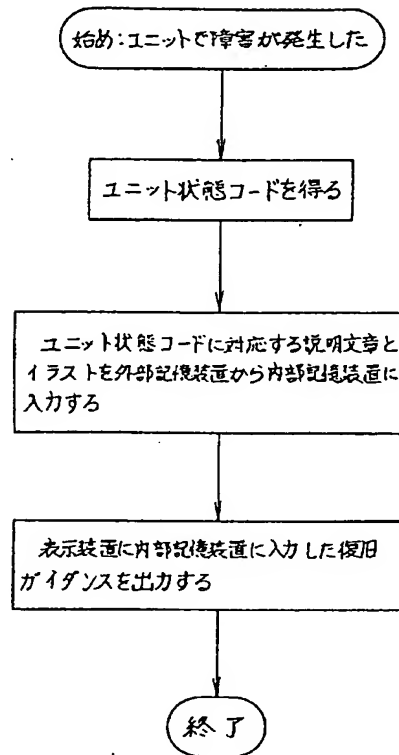 始め:ユニットで障害が発生した
ユニット状態コードを得る
ユニット状態コードに対応する説明文章と
イラストを外部記憶装置から内部記憶装置に
入力する
表示装置に内部記憶装置に入力した復旧
ガイダンスを出力する
終了